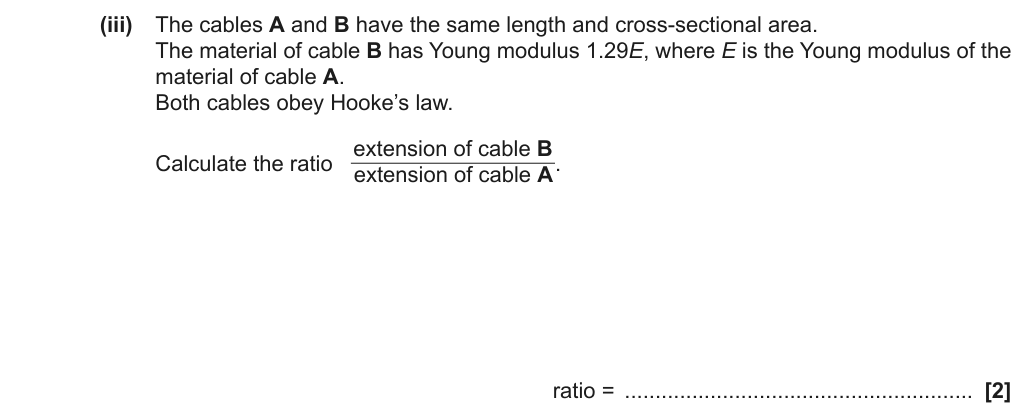 (iii) The cables A and B have the same length and cross-sectional area.
The material of cable B has Young modulus 1.29E, where E is the Young modulus of the
material of cable A.
Both cables obey Hooke's law.
Calculate the ratio
extension of cable B
extension of cable A.
ratio = ........................................................ [2]